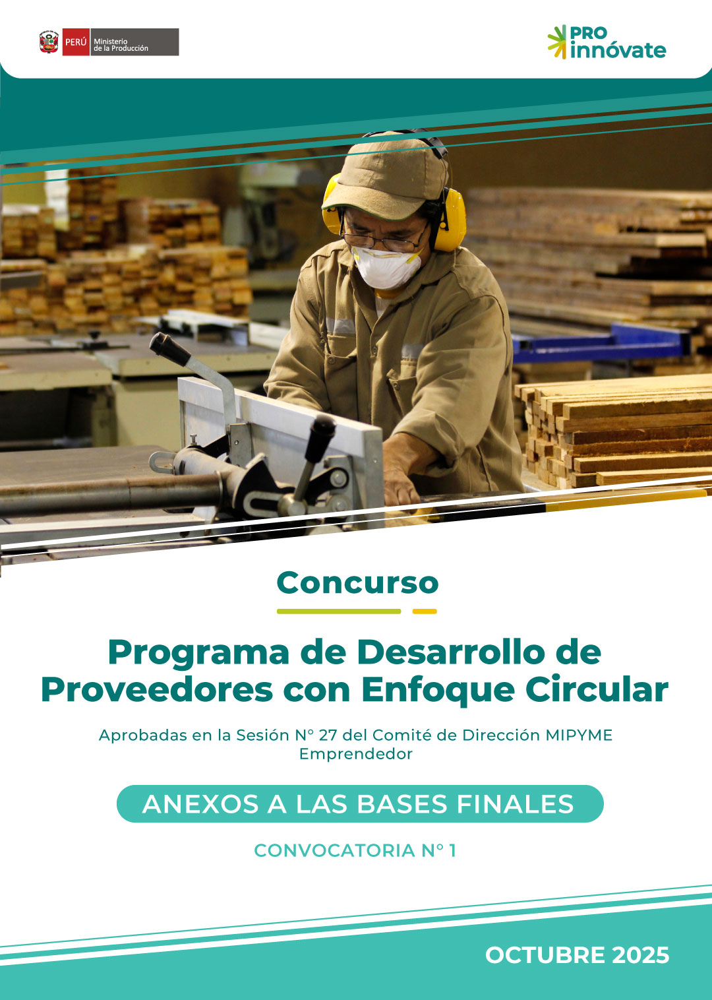 PERÚ
Ministerio
de la Producción
PRO
innóvate
Concurso
Programa de Desarrollo de
Proveedores con Enfoque Circular
Aprobadas en la Sesión N° 27 del Comité de Dirección MIPYME
Emprendedor
ANEXOS A LAS BASES FINALES
CONVOCATORIA N° 1
OCTUBRE 2025